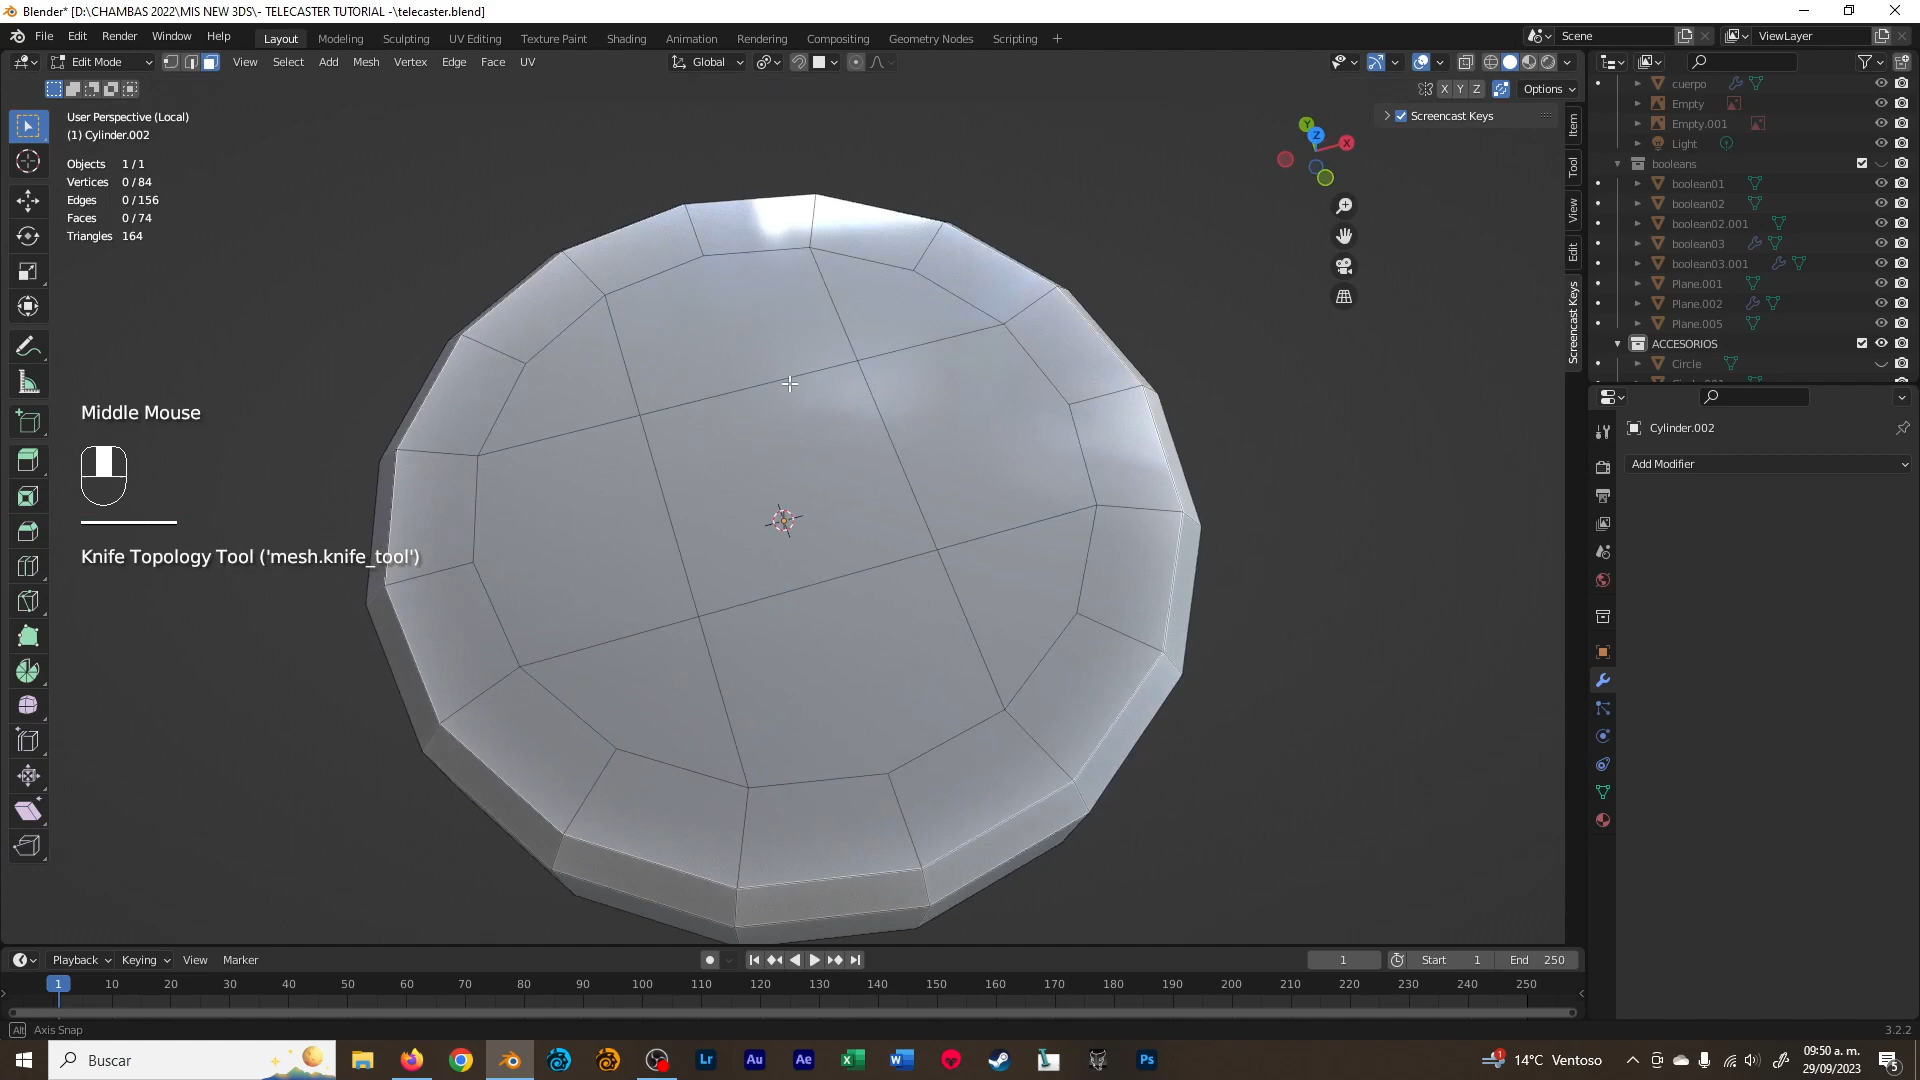 Blender* [D:\CHAMBAS 2022\MIS NEW 3DS\- TELECASTER TUTORIAL -\telecaster.blend]
File Edit Render Window Help Layout Modeling Sculpting UV Editing Texture Paint Shading Animation Rendering Compositing Geometry Nodes Scripting + Scene ViewLayer
Edit Mode View Select Add Mesh Vertex Edge Face UV Global
X Y Z Options
User Perspective (Local)
(1) Cylinder.002
Objects 1 / 1
Vertices 0 / 84
Edges 0 / 156
Faces 0 / 74
Triangles 164
Screencast Keys
Y Z X
Item
Tool
View
Edit
Screencast Keys
Middle Mouse
Knife Topology Tool ('mesh.knife_tool')
cuerpo
Empty
Empty.001
Light
booleans
boolean01
boolean02
boolean02.001
boolean03
boolean03.001
Plane.001
Plane.002
Plane.005
ACCESORIOS
Circle
Cylinder.002
Add Modifier
Playback Keying View Marker 1 Start 1 End 250
1 10 20 30 40 50 60 70 80 90 100 110 120 130 140 150 160 170 180 190 200 210 220 230 240 250
Alt Axis Snap 3.2.2
Buscar Lr Au Ae Ps 1 14°C Ventoso 09:50 a. m.
29/09/2023 5